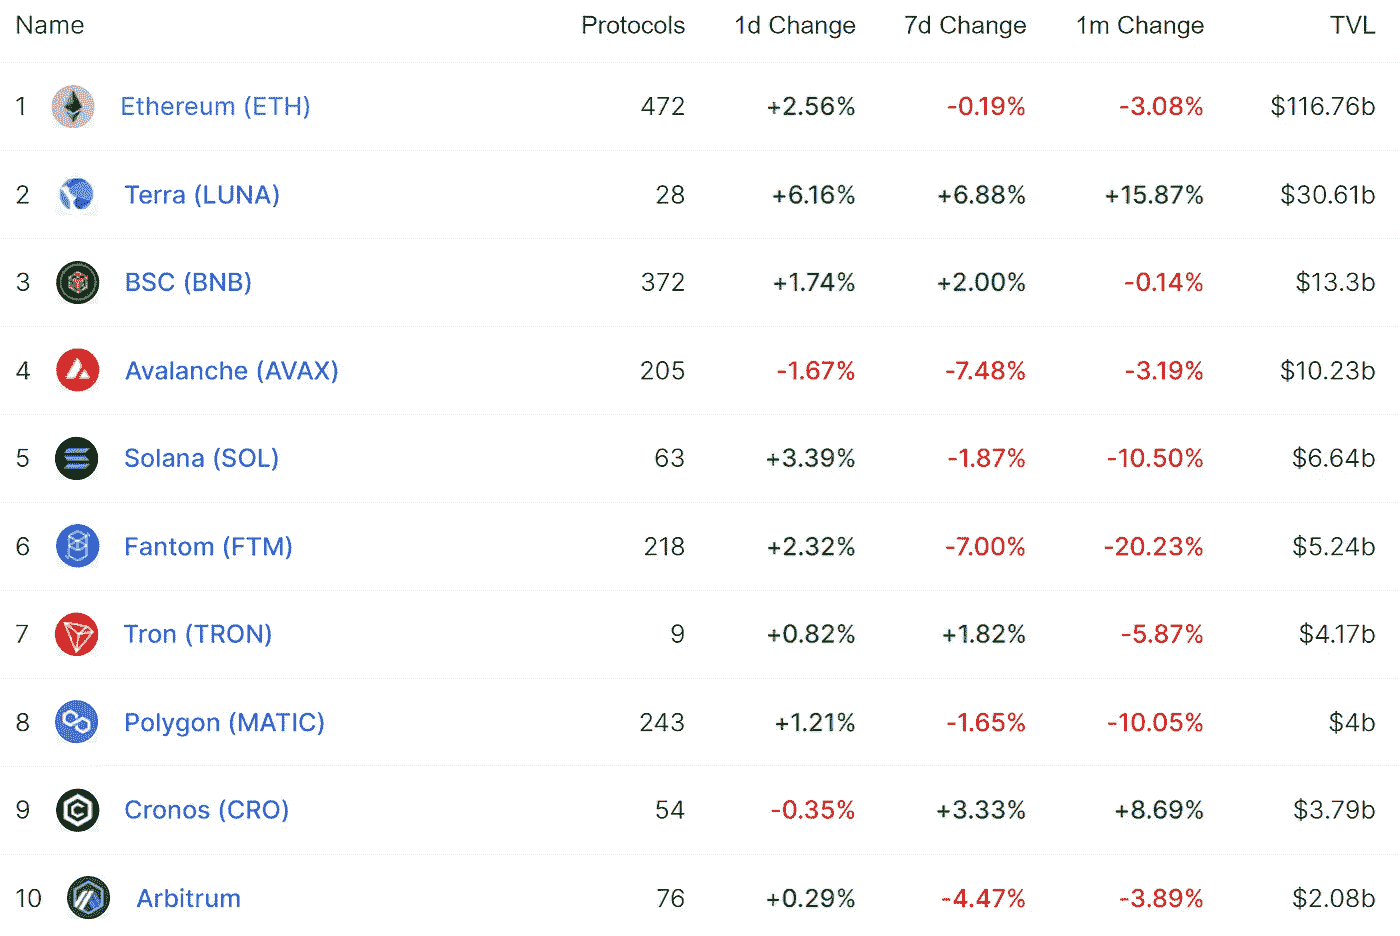 Name Protocols 1d Change 7d Change 1m Change TVL
1 Ethereum (ETH) 472 +2.56% -0.19% -3.08% $116.76b
2 Terra (LUNA) 28 +6.16% +6.88% +15.87% $30.61b
3 BSC (BNB) 372 +1.74% +2.00% -0.14% $13.3b
4 Avalanche (AVAX) 205 -1.67% -7.48% -3.19% $10.23b
5 Solana (SOL) 63 +3.39% -1.87% -10.50% $6.64b
6 Fantom (FTM) 218 +2.32% -7.00% -20.23% $5.24b
7 Tron (TRON) 9 +0.82% +1.82% -5.87% $4.17b
8 Polygon (MATIC) 243 +1.21% -1.65% -10.05% $4b
9 Cronos (CRO) 54 -0.35% +3.33% +8.69% $3.79b
10 Arbitrum 76 +0.29% -4.47% -3.89% $2.08b